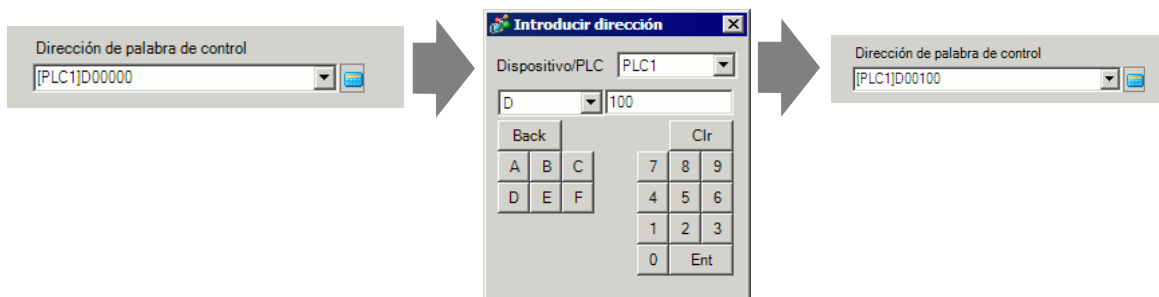 Dirección de palabra de control
[PLC1]D00000
Introducir dirección
Dispositivo/PLC PLC1
D 100
Back Clr
A B C 7 8 9
D E F 4 5 6
1 2 3
0 Ent
Dirección de palabra de control
[PLC1]D00100